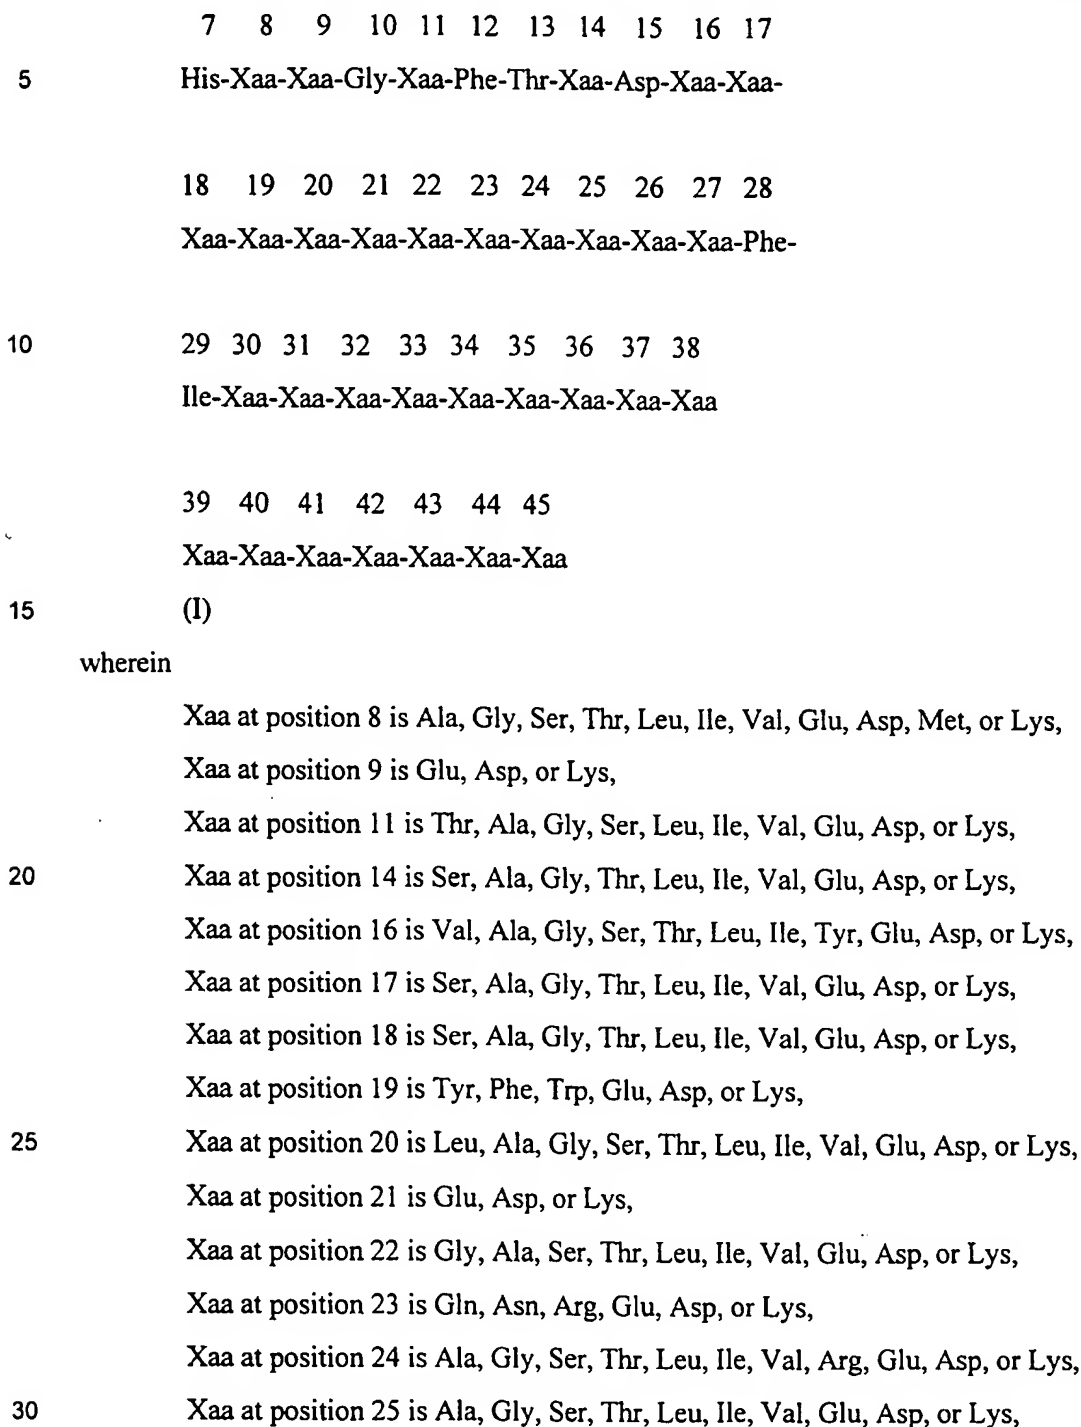 7 8 9 10 11 12 13 14 15 16 17
5 His-Xaa-Xaa-Gly-Xaa-Phe-Thr-Xaa-Asp-Xaa-Xaa-
18 19 20 21 22 23 24 25 26 27 28
Xaa-Xaa-Xaa-Xaa-Xaa-Xaa-Xaa-Xaa-Xaa-Xaa-Phe-
10 29 30 31 32 33 34 35 36 37 38
Ile-Xaa-Xaa-Xaa-Xaa-Xaa-Xaa-Xaa-Xaa-Xaa
39 40 41 42 43 44 45
Xaa-Xaa-Xaa-Xaa-Xaa-Xaa-Xaa
15 (I)
wherein
Xaa at position 8 is Ala, Gly, Ser, Thr, Leu, Ile, Val, Glu, Asp, Met, or Lys,
Xaa at position 9 is Glu, Asp, or Lys,
Xaa at position 11 is Thr, Ala, Gly, Ser, Leu, Ile, Val, Glu, Asp, or Lys,
20 Xaa at position 14 is Ser, Ala, Gly, Thr, Leu, Ile, Val, Glu, Asp, or Lys,
Xaa at position 16 is Val, Ala, Gly, Ser, Thr, Leu, Ile, Tyr, Glu, Asp, or Lys,
Xaa at position 17 is Ser, Ala, Gly, Thr, Leu, Ile, Val, Glu, Asp, or Lys,
Xaa at position 18 is Ser, Ala, Gly, Thr, Leu, Ile, Val, Glu, Asp, or Lys,
Xaa at position 19 is Tyr, Phe, Trp, Glu, Asp, or Lys,
25 Xaa at position 20 is Leu, Ala, Gly, Ser, Thr, Leu, Ile, Val, Glu, Asp, or Lys,
Xaa at position 21 is Glu, Asp, or Lys,
Xaa at position 22 is Gly, Ala, Ser, Thr, Leu, Ile, Val, Glu, Asp, or Lys,
Xaa at position 23 is Gln, Asn, Arg, Glu, Asp, or Lys,
Xaa at position 24 is Ala, Gly, Ser, Thr, Leu, Ile, Val, Arg, Glu, Asp, or Lys,
30 Xaa at position 25 is Ala, Gly, Ser, Thr, Leu, Ile, Val, Glu, Asp, or Lys,